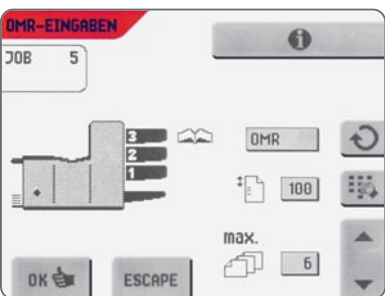 OMR-EINGABEN
JOB 5
3
2
1
OMR
100
max.
6
OK
ESCAPE